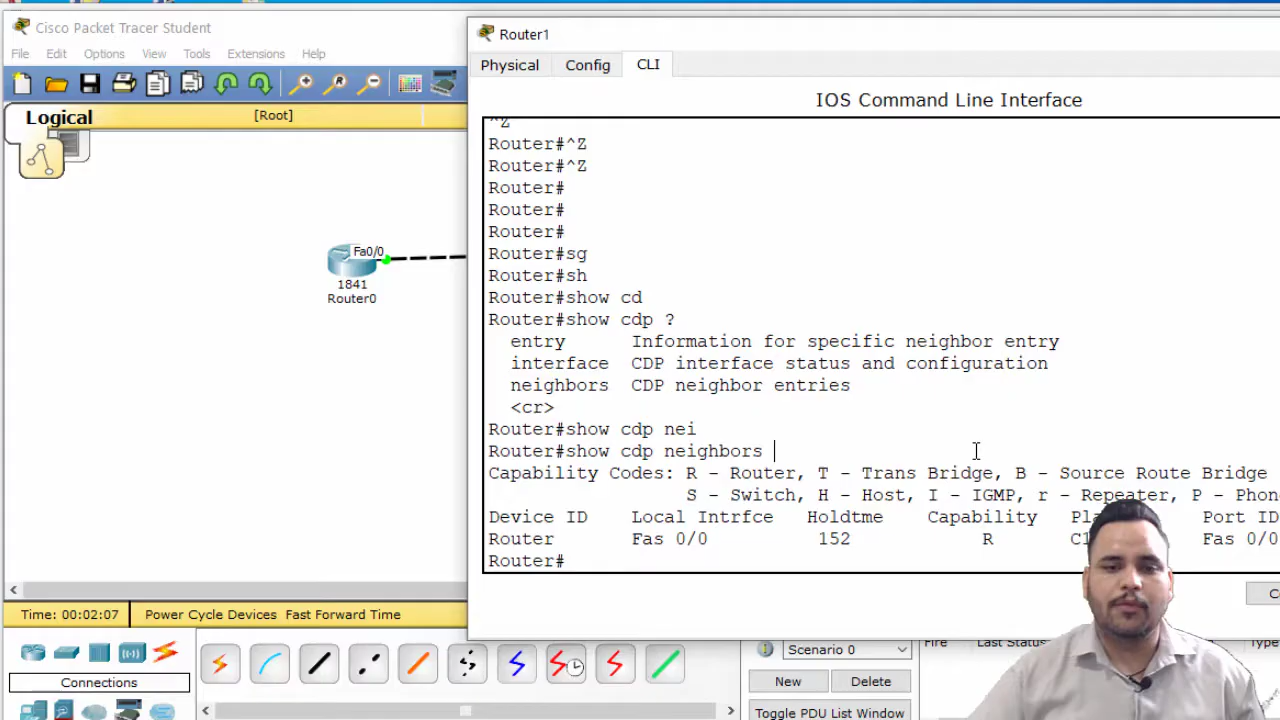 Cisco Packet Tracer Student
File Edit Options View Tools Extensions Help
Logical
[Root]
Fa0/0
1841
Router0
Router1
Physical Config CLI
IOS Command Line Interface
^Z
Router#^Z
Router#^Z
Router#
Router#
Router#
Router#sg
Router#sh
Router#show cd
Router#show cdp ?
entry Information for specific neighbor entry
interface CDP interface status and configuration
neighbors CDP neighbor entries
<cr>
Router#show cdp nei
Router#show cdp neighbors
Capability Codes: R - Router, T - Trans Bridge, B - Source Route Bridge
S - Switch, H - Host, I - IGMP, r - Repeater, P - Phon
Device ID Local Intrfce Holdtme Capability Pla Port ID
Router Fas 0/0 152 R C1 Fas 0/0
Router#
Time: 00:02:07 Power Cycle Devices Fast Forward Time
Connections
Scenario 0
New Delete
Toggle PDU List Window
Fire Last Status